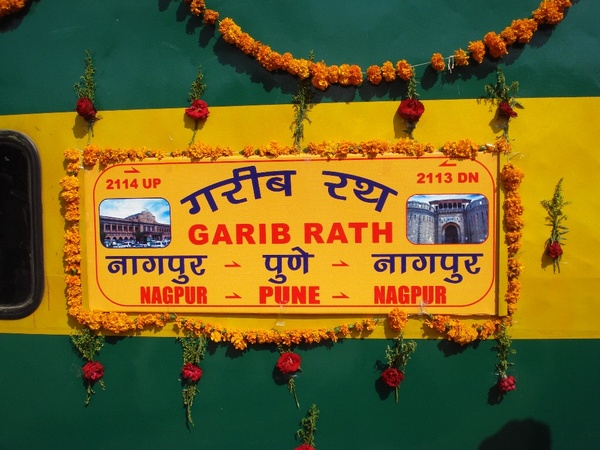 2114 UP गरीब रथ 2113 DN
GARIB RATH
नागपुर ⇀ पुणे ⇀ नागपुर
NAGPUR ⇀ PUNE ⇀ NAGPUR